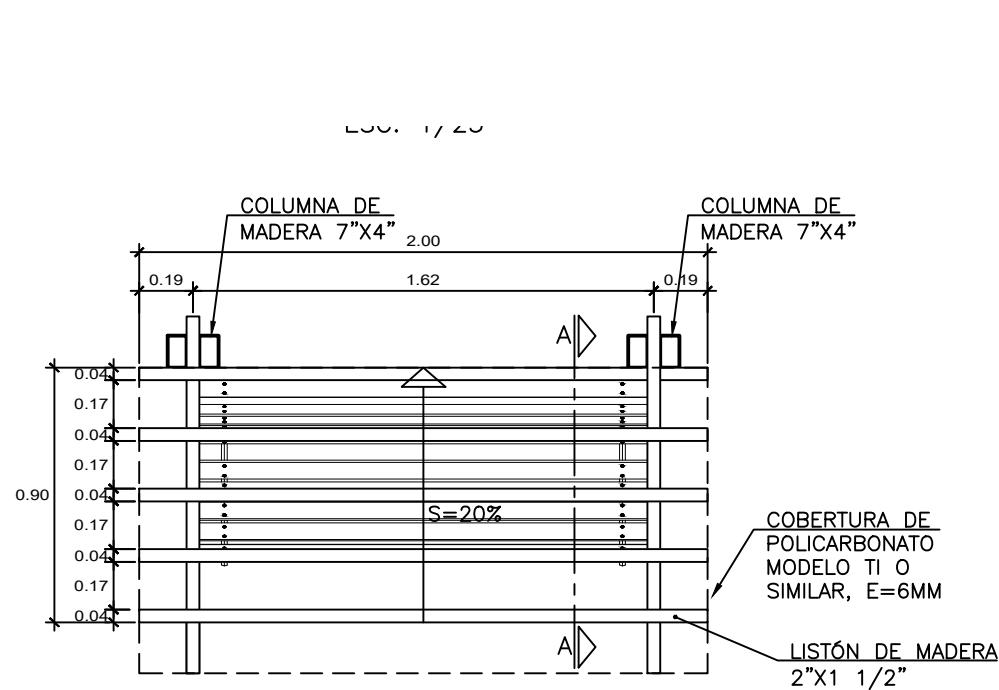 COLUMNA DE
MADERA 7"X4"
COLUMNA DE
MADERA 7"X4"
2.00
0.19
1.62
0.19
A
0.04
0.17
0.04
0.17
0.90
0.04
S=20%
0.17
0.04
0.17
0.04
COBERTURA DE
POLICARBONATO
MODELO TI O
SIMILAR, E=6MM
A
LISTÓN DE MADERA
2"X1 1/2"